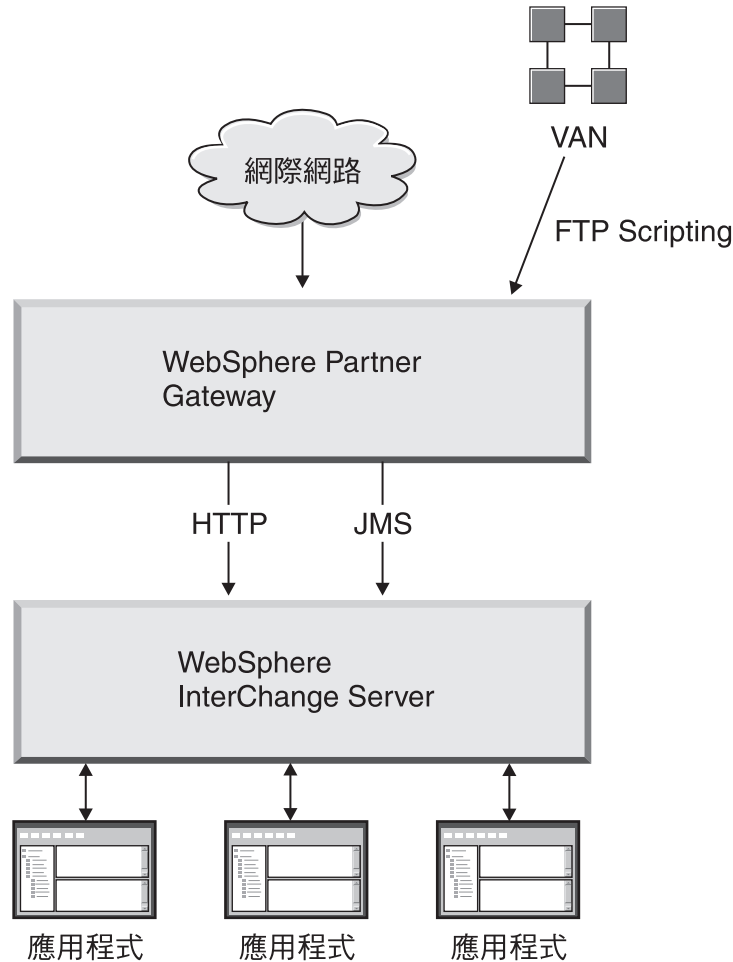 VAN
網際網路
FTP Scripting
WebSphere Partner
Gateway
HTTP
JMS
WebSphere
InterChange Server
應用程式
應用程式
應用程式